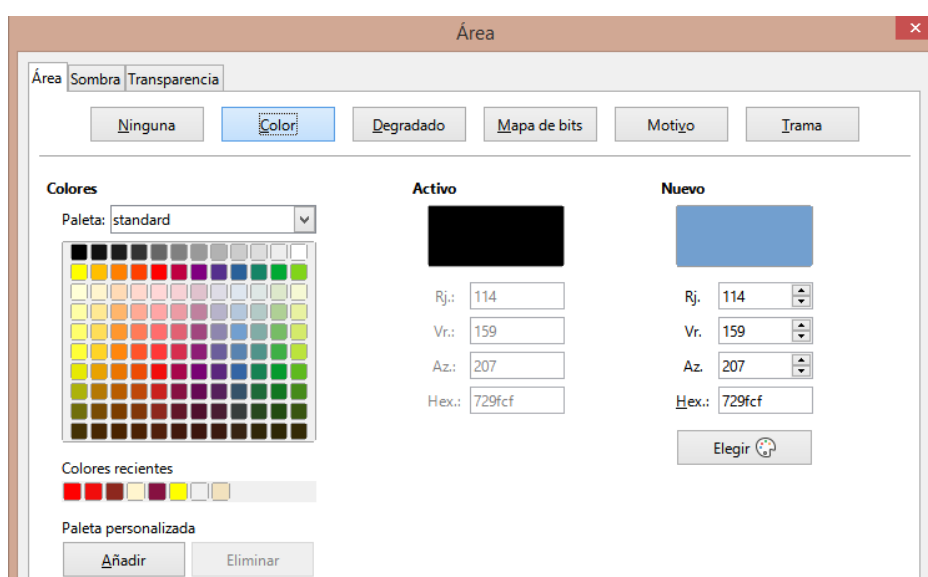 Área
Área Sombra Transparencia
Ninguna Color Degradado Mapa de bits Motivo Trama
Colores Activo Nuevo
Paleta: standard
Rj.: 114 Rj. 114
Vr.: 159 Vr. 159
Az.: 207 Az. 207
Hex.: 729fcf Hex.: 729fcf
Elegir
Colores recientes
Paleta personalizada
Añadir Eliminar